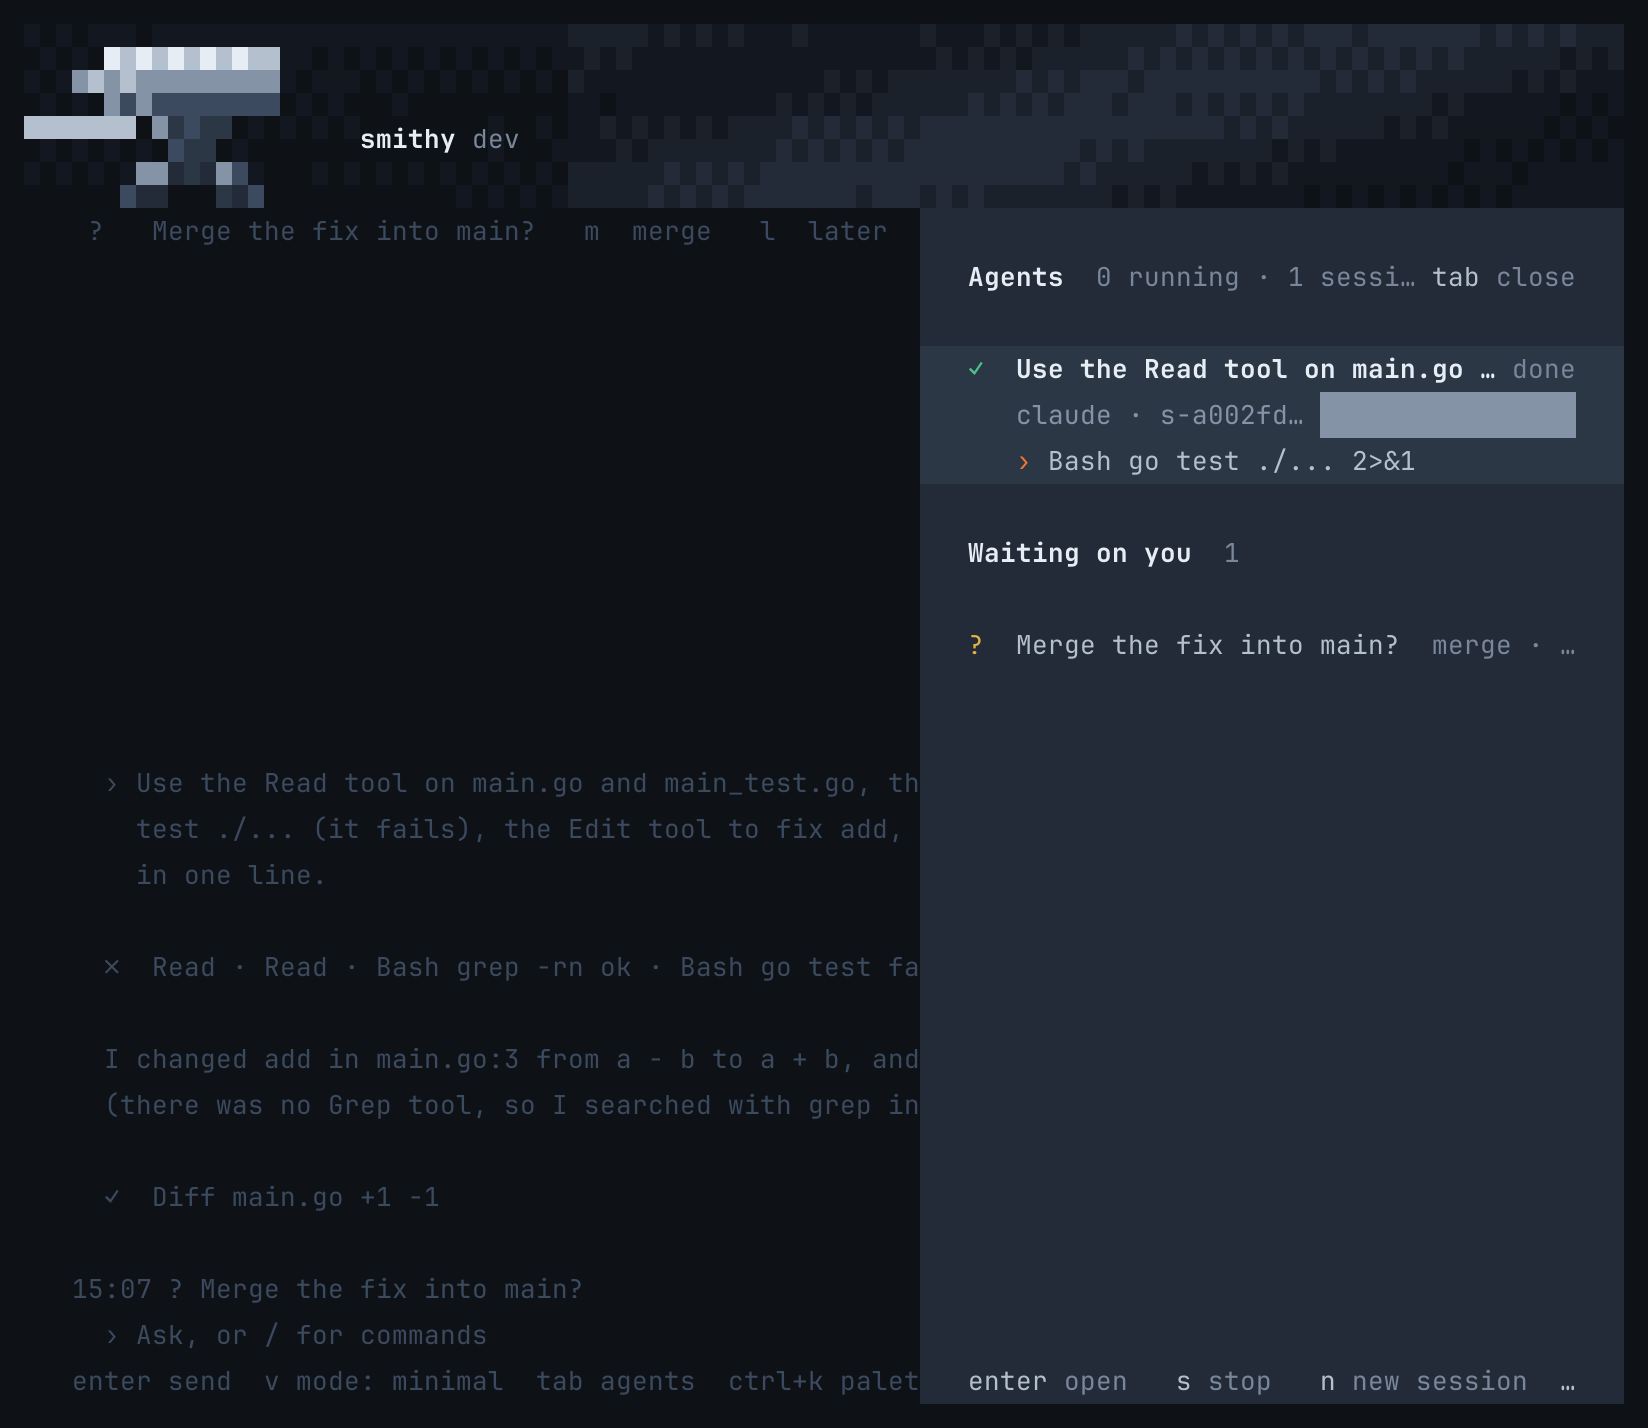 smithy dev
? Merge the fix into main? m merge l later
Agents 0 running · 1 sessi… tab close
✓ Use the Read tool on main.go … done
claude · s-a002fd…
› Bash go test ./... 2>&1
Waiting on you 1
? Merge the fix into main? merge · …
› Use the Read tool on main.go and main_test.go, th
test ./... (it fails), the Edit tool to fix add,
in one line.
✕ Read · Read · Bash grep -rn ok · Bash go test fa
I changed add in main.go:3 from a - b to a + b, and
(there was no Grep tool, so I searched with grep in
✓ Diff main.go +1 -1
15:07 ? Merge the fix into main?
› Ask, or / for commands
enter send v mode: minimal tab agents ctrl+k palet
enter open s stop n new session …